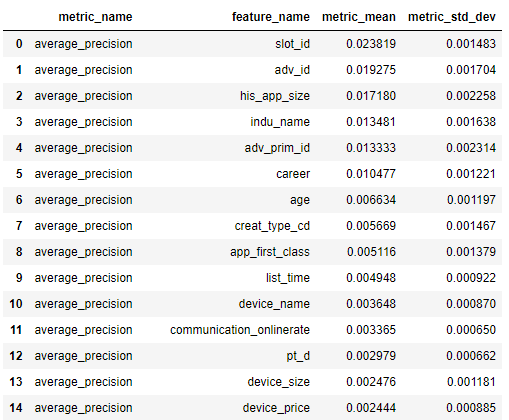 metric_name feature_name metric_mean metric_std_dev
0 average_precision slot_id 0.023819 0.001483
1 average_precision adv_id 0.019275 0.001704
2 average_precision his_app_size 0.017180 0.002258
3 average_precision indu_name 0.013481 0.001638
4 average_precision adv_prim_id 0.013333 0.002314
5 average_precision career 0.010477 0.001221
6 average_precision age 0.006634 0.001197
7 average_precision creat_type_cd 0.005669 0.001467
8 average_precision app_first_class 0.005116 0.001379
9 average_precision list_time 0.004948 0.000922
10 average_precision device_name 0.003648 0.000870
11 average_precision communication_onlinerate 0.003365 0.000650
12 average_precision pt_d 0.002979 0.000662
13 average_precision device_size 0.002476 0.001181
14 average_precision device_price 0.002444 0.000885